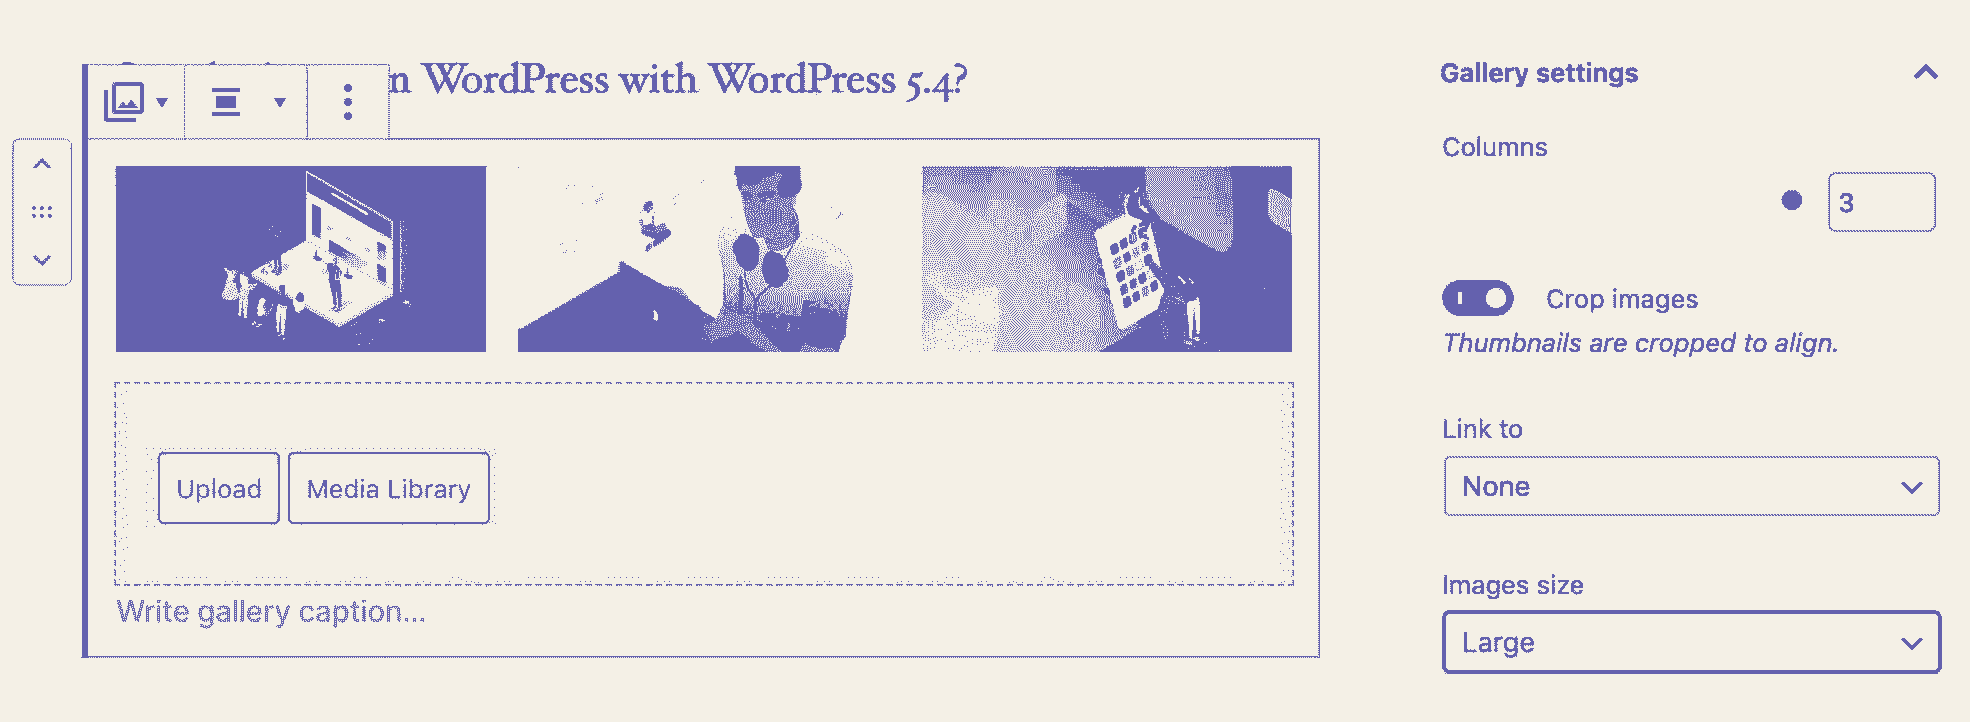 n WordPress with WordPress 5.4?
Upload
Media Library
Write gallery caption...
Gallery settings
Columns
3
Crop images
Thumbnails are cropped to align.
Link to
None
Images size
Large